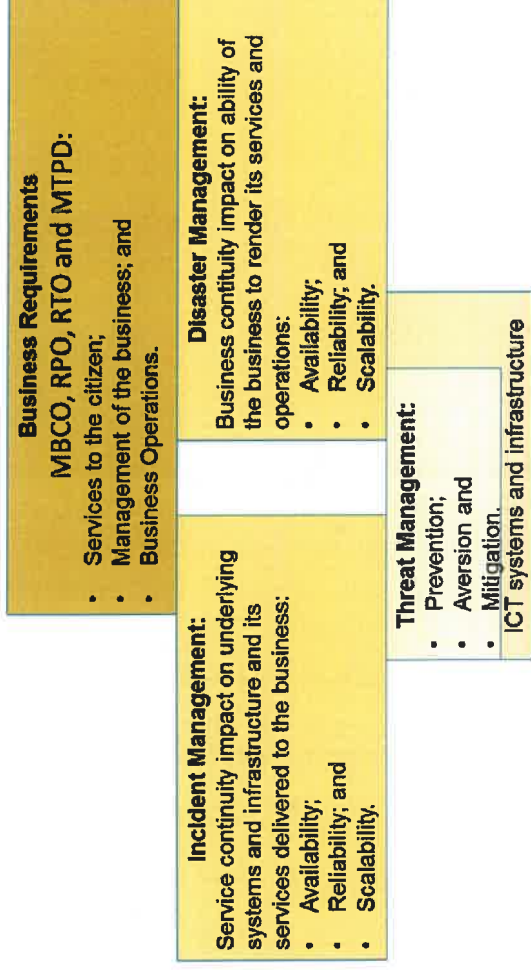 Business Requirements
MBCO, RPO, RTO and MTPD:
• Services to the citizen;
• Management of the business; and
• Business Operations.
Incident Management:
Service continuity impact on underlying
systems and infrastructure and its
services delivered to the business:
• Availability;
• Reliability; and
• Scalability.
Disaster Management:
Business contituity impact on ability of
the business to render its services and
operations:
• Availability;
• Reliability; and
• Scalability.
Threat Management:
• Prevention;
• Aversion and
• Mitigation.
ICT systems and infrastructure